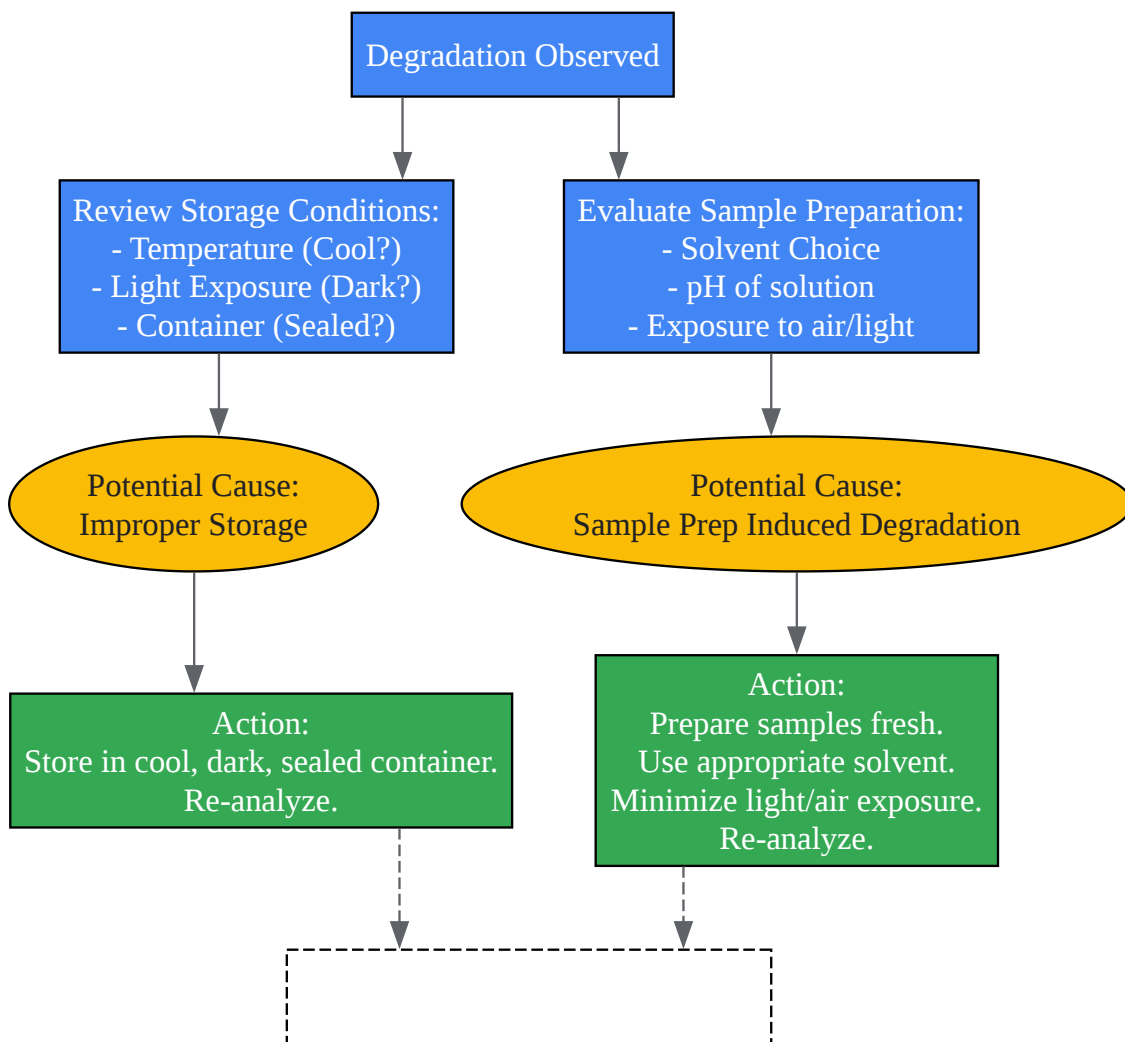 Degradation Observed
Review Storage Conditions:
- Temperature (Cool?)
- Light Exposure (Dark?)
- Container (Sealed?)
Evaluate Sample Preparation:
- Solvent Choice
- pH of solution
- Exposure to air/light
Potential Cause:
Improper Storage
Potential Cause:
Sample Prep Induced Degradation
Action:
Store in cool, dark, sealed container.
Re-analyze.
Action:
Prepare samples fresh.
Use appropriate solvent.
Minimize light/air exposure.
Re-analyze.